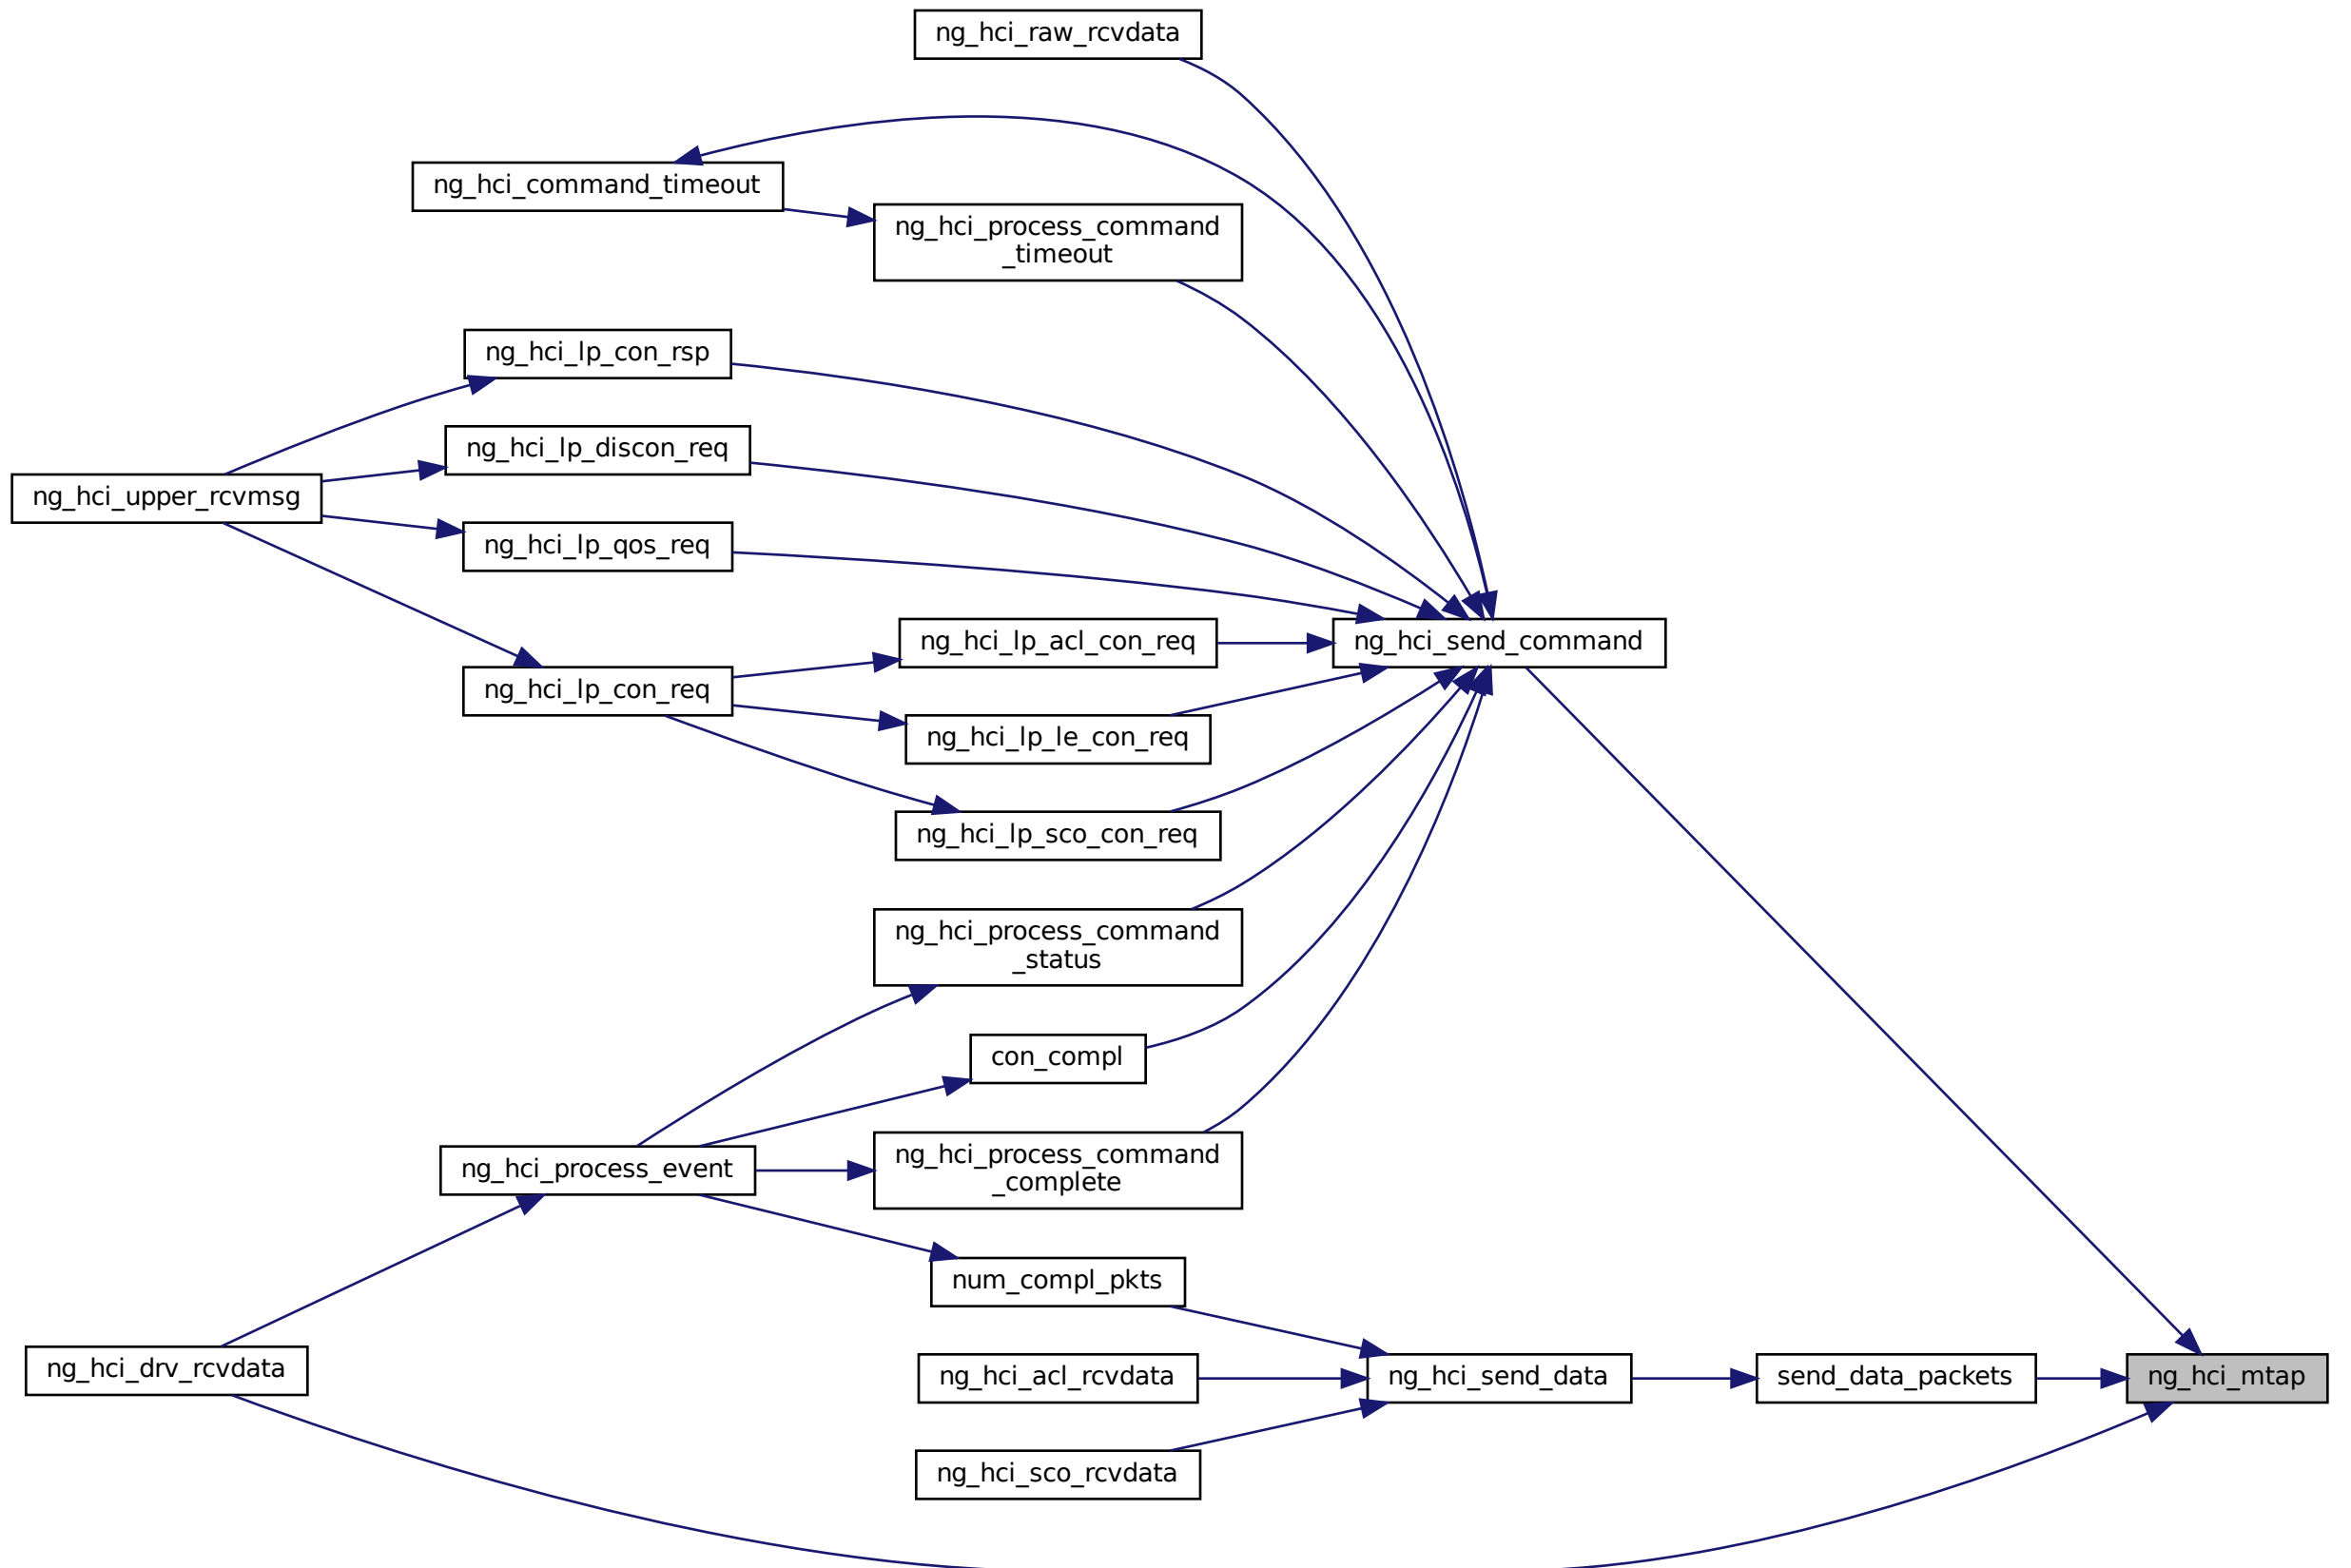 ng_hci_raw_rcvdata
ng_hci_command_timeout
ng_hci_process_command
_timeout
ng_hci_lp_con_rsp
ng_hci_lp_discon_req
ng_hci_upper_rcvmsg
ng_hci_lp_qos_req
ng_hci_lp_acl_con_req
ng_hci_send_command
ng_hci_lp_con_req
ng_hci_lp_le_con_req
ng_hci_lp_sco_con_req
ng_hci_process_command
_status
con_compl
ng_hci_process_event
ng_hci_process_command
_complete
num_compl_pkts
ng_hci_drv_rcvdata
ng_hci_acl_rcvdata
ng_hci_send_data
send_data_packets
ng_hci_mtap
ng_hci_sco_rcvdata